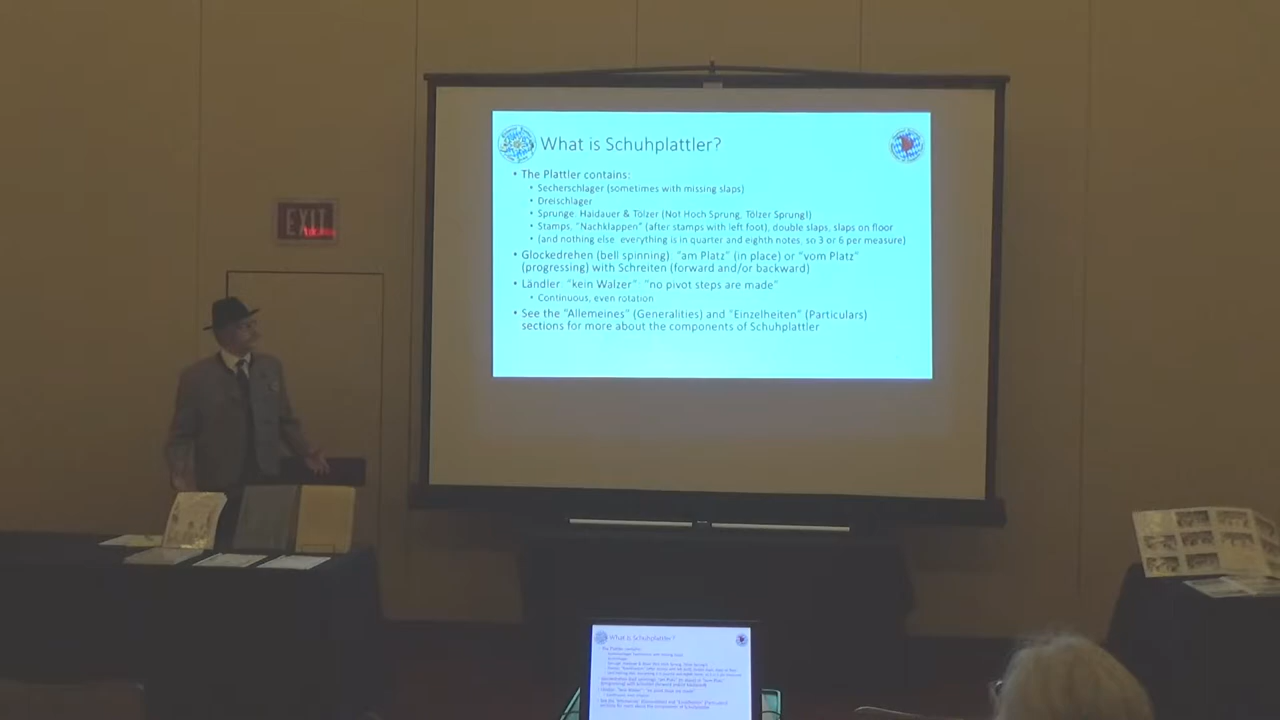 EXIT
What is Schuhplattler?
• The Plattler contains:
• Secherschlager (sometimes with missing slaps)
• Dreischlager
• Sprunge, Haidauer & Tölzer (Not Hoch Sprung, Tölzer Sprung!)
• Stamps, "Nachklappen" (after stamps with left foot), double slaps, slaps on floor
• (and nothing else everything is in quarter and eighth notes, so 3 or 6 per measure)
• Glockedrehen (bell spinning) "am Platz" (in place) or "vom Platz"
(progressing) with Schreiten (forward and/or backward)
• Ländler: "kein Walzer" "no pivot steps are made"
• Continuous, even rotation
• See the "Allemeines" (Generalities) and "Einzelheiten" (Particulars)
sections for more about the components of Schuhplattler
What is Schuhplattler?